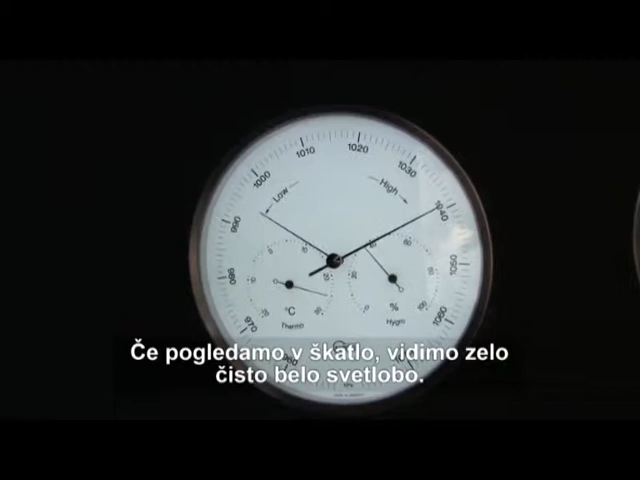 1010
1020
1030
1000
1040
990
1050
980
1060
970
Low
High
°C
Thermo
%
Hygro
Če pogledamo v škatlo, vidimo zelo
čisto belo svetlobo.